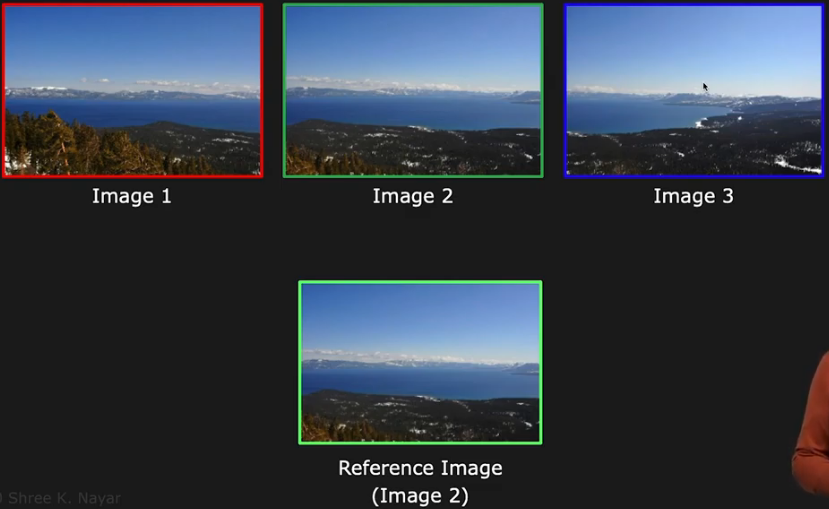 Image 1
Image 2
Image 3
Reference Image
(Image 2)
Shree K. Nayar